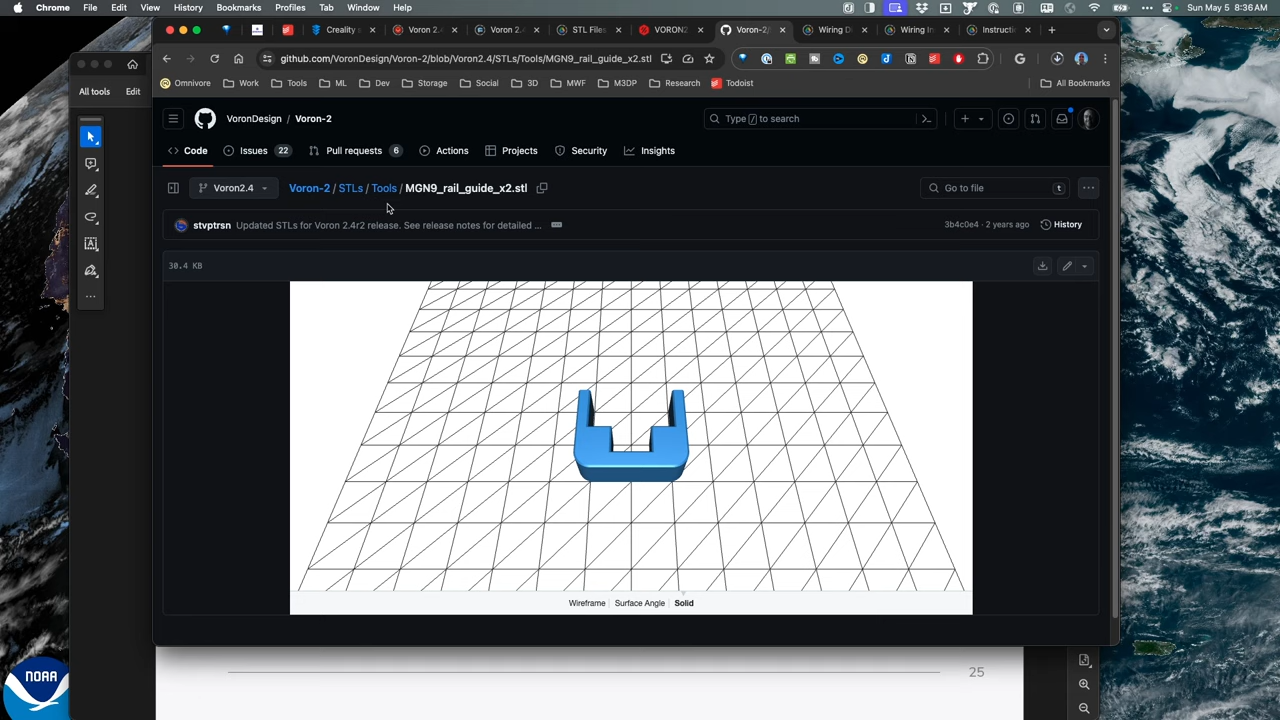 Chrome File Edit View History Bookmarks Profiles Tab Window Help Sun May 5 8:36 AM
Creality s Voron 2. Voron 2. STL Files VORON2 Voron-2/ Wiring D Wiring In Instructi
github.com/VoronDesign/Voron-2/blob/Voron2.4/STLs/Tools/MGN9_rail_guide_x2.stl
Omnivore Work Tools ML Dev Storage Social 3D MWF M3DP Research Todoist All Bookmarks
All tools Edit
VoronDesign / Voron-2 Type / to search
Code Issues 22 Pull requests 6 Actions Projects Security Insights
Voron2.4 Voron-2 / STLs / Tools / MGN9_rail_guide_x2.stl Go to file t
stvptrsn Updated STLs for Voron 2.4r2 release. See release notes for detailed ... 3b4c0e4 · 2 years ago History
30.4 KB
Wireframe Surface Angle Solid
NOAA
25